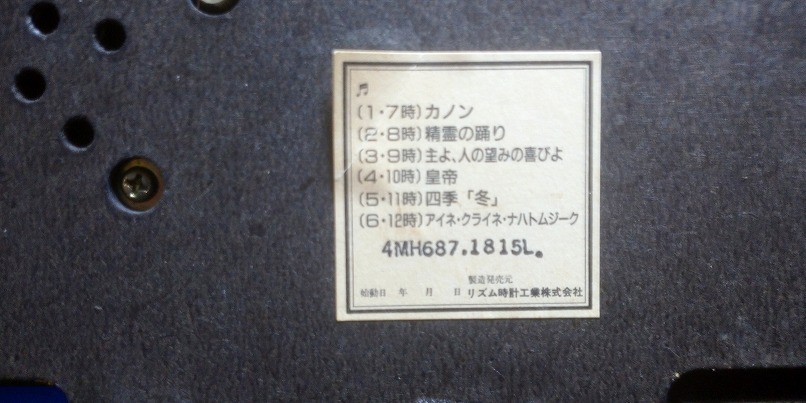 ♬
(1・7時)カノン
(2・8時)精霊の踊り
(3・9時)主よ、人の望みの喜びよ
(4・10時)皇帝
(5・11時)四季「冬」
(6・12時)アイネ・クライネ・ナハトムジーク
4MH687.1815L。
製造発売元
始動日 年 月 日 リズム時計工業株式会社